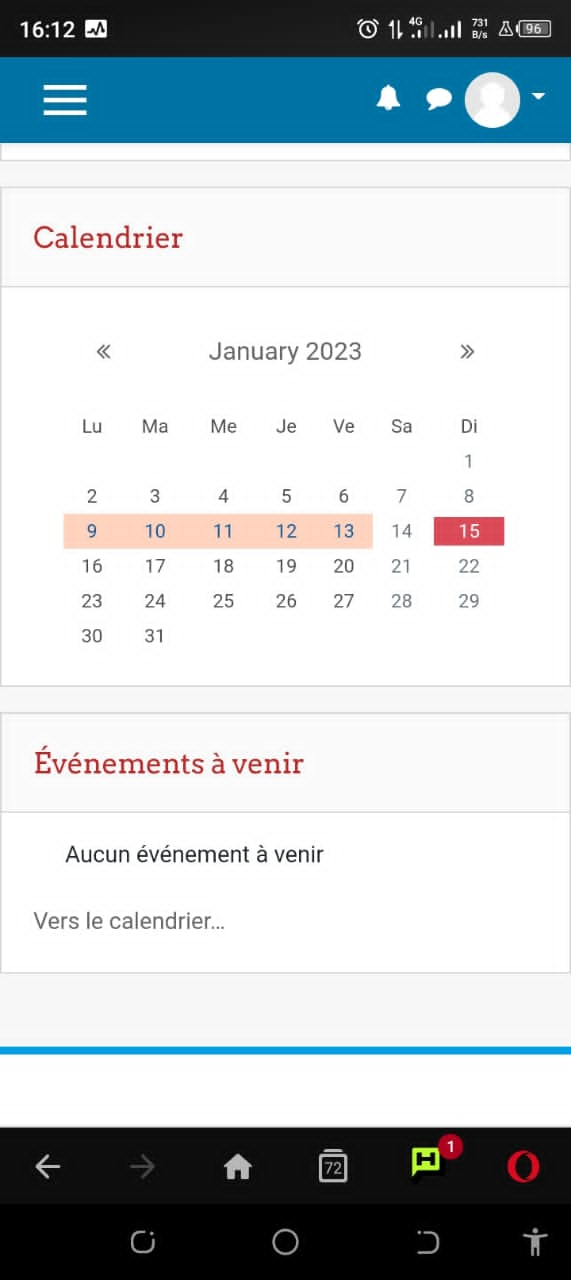 16:12 4G 731 B/s 96
Calendrier
« January 2023 »
Lu Ma Me Je Ve Sa Di
1
2 3 4 5 6 7 8
9 10 11 12 13 14 15
16 17 18 19 20 21 22
23 24 25 26 27 28 29
30 31
Événements à venir
Aucun événement à venir
Vers le calendrier...
72 1